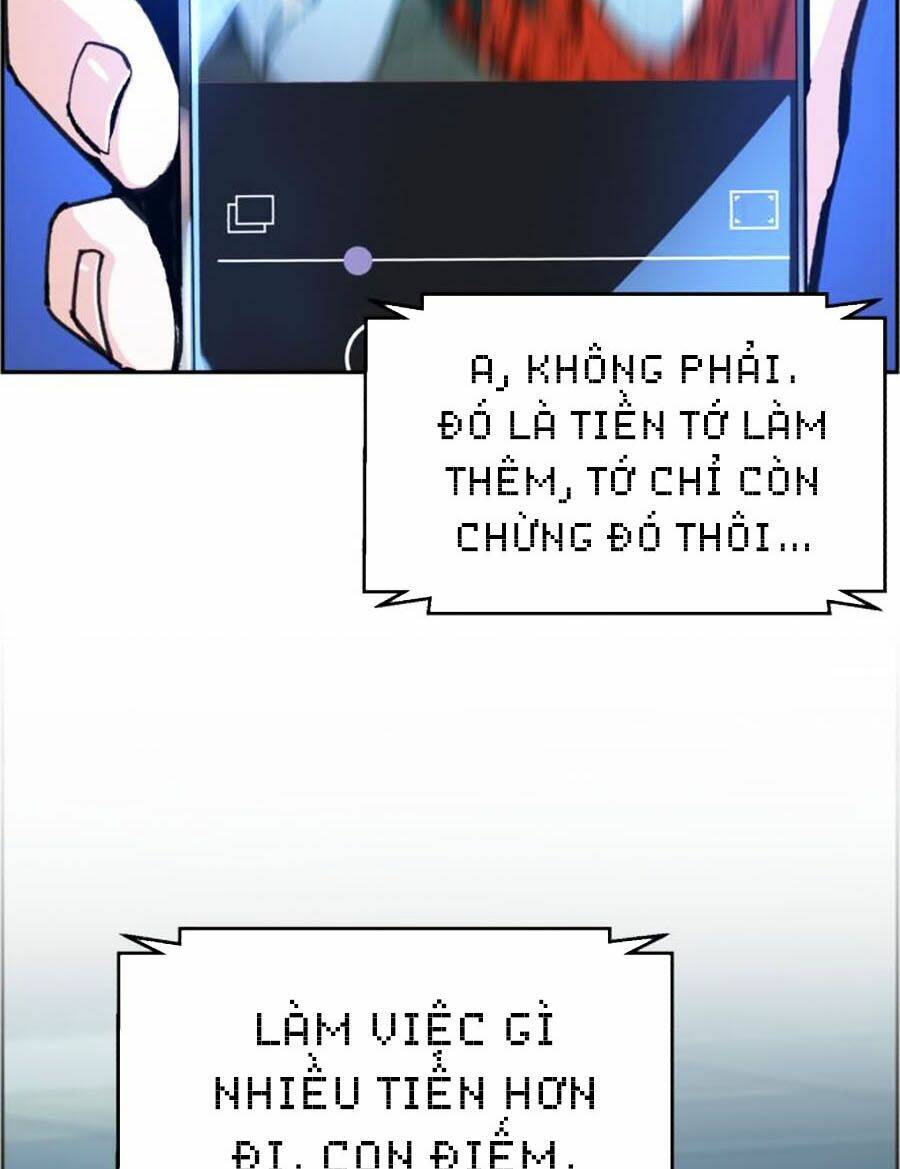 A, KHÔNG PHẢI.
ĐÓ LÀ TIỀN TỚ LÀM
THÊM, TỚ CHỈ CÒN
CHỪNG ĐÓ THÔI...
LÀM VIỆC GÌ
NHIỀU TIỂN HƠN
ĐI. CON ĐIẾM.